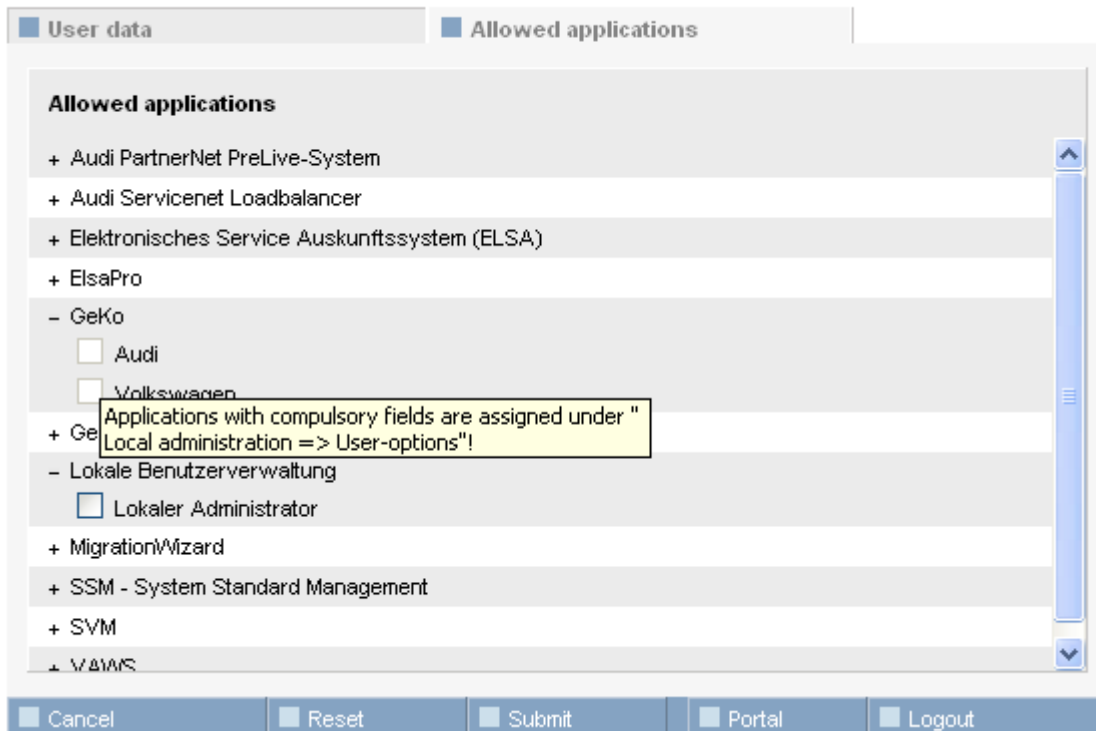 User data
Allowed applications
Allowed applications
+ Audi PartnerNet PreLive-System
+ Audi Servicenet Loadbalancer
+ Elektronisches Service Auskunftssystem (ELSA)
+ ElsaPro
− GeKo
Audi
Volkswagen
Applications with compulsory fields are assigned under "
Local administration => User-options"!
+ Ge
− Lokale Benutzerverwaltung
Lokaler Administrator
+ MigrationWizard
+ SSM - System Standard Management
+ SVM
+ VAWS
Cancel
Reset
Submit
Portal
Logout